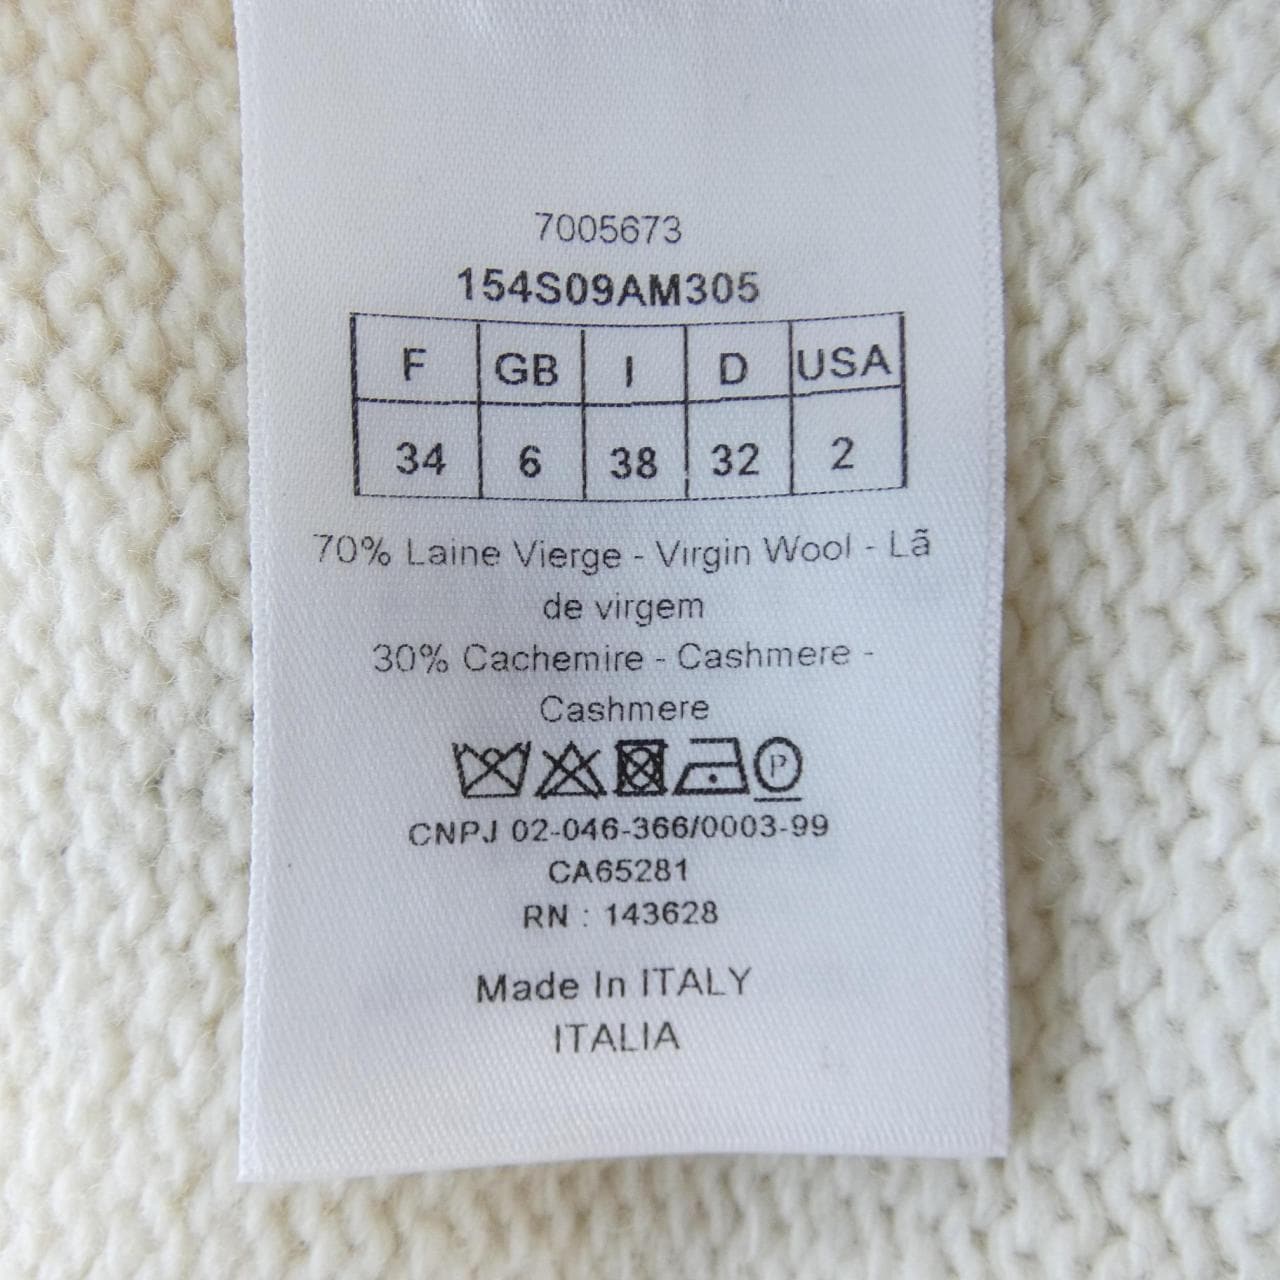 7005673
154S09AM305
F GB I D USA
34 6 38 32 2
70% Laine Vierge - Virgin Wool - Lã
de virgem
30% Cachemire - Cashmere -
Cashmere
P
CNPJ 02-046-366/0003-99
CA65281
RN : 143628
Made In ITALY
ITALIA